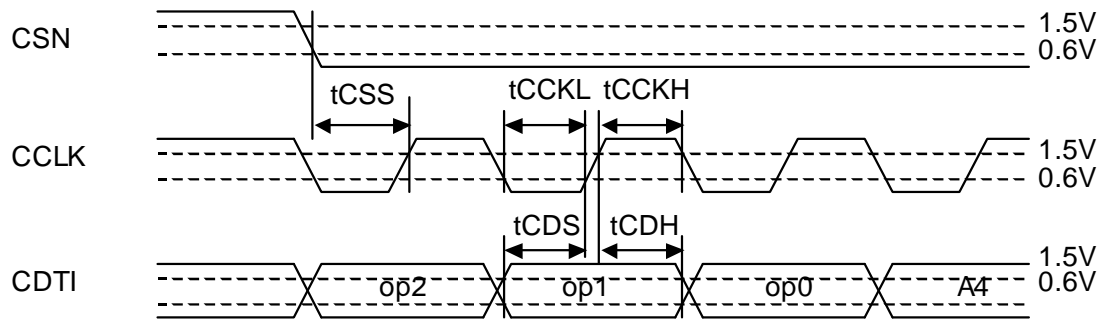 CSN
1.5V
0.6V
tCSS
tCCKL
tCCKH
CCLK
1.5V
0.6V
tCDS
tCDH
CDTI
op2
op1
op0
A4
1.5V
0.6V